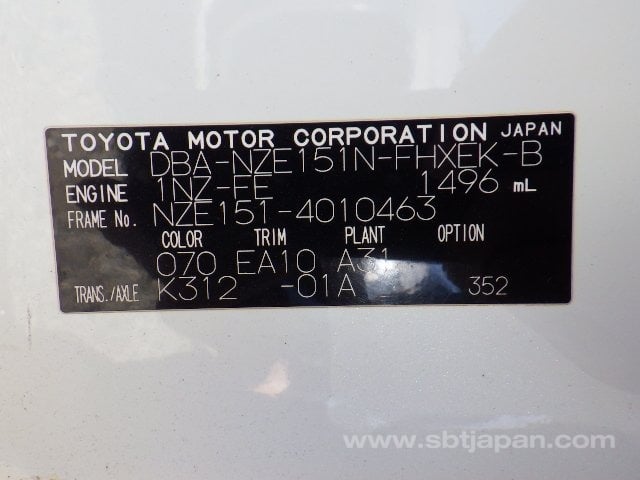 TOYOTA MOTOR CORPORATION JAPAN
MODEL DBA-NZE151N-FHXEK-B
ENGINE 1NZ-FE 1496 mL
FRAME No. NZE151-4010463
COLOR TRIM PLANT OPTION
070 EA10 A31
TRANS./AXLE K312 -01A 352
www.sbtjapan.com